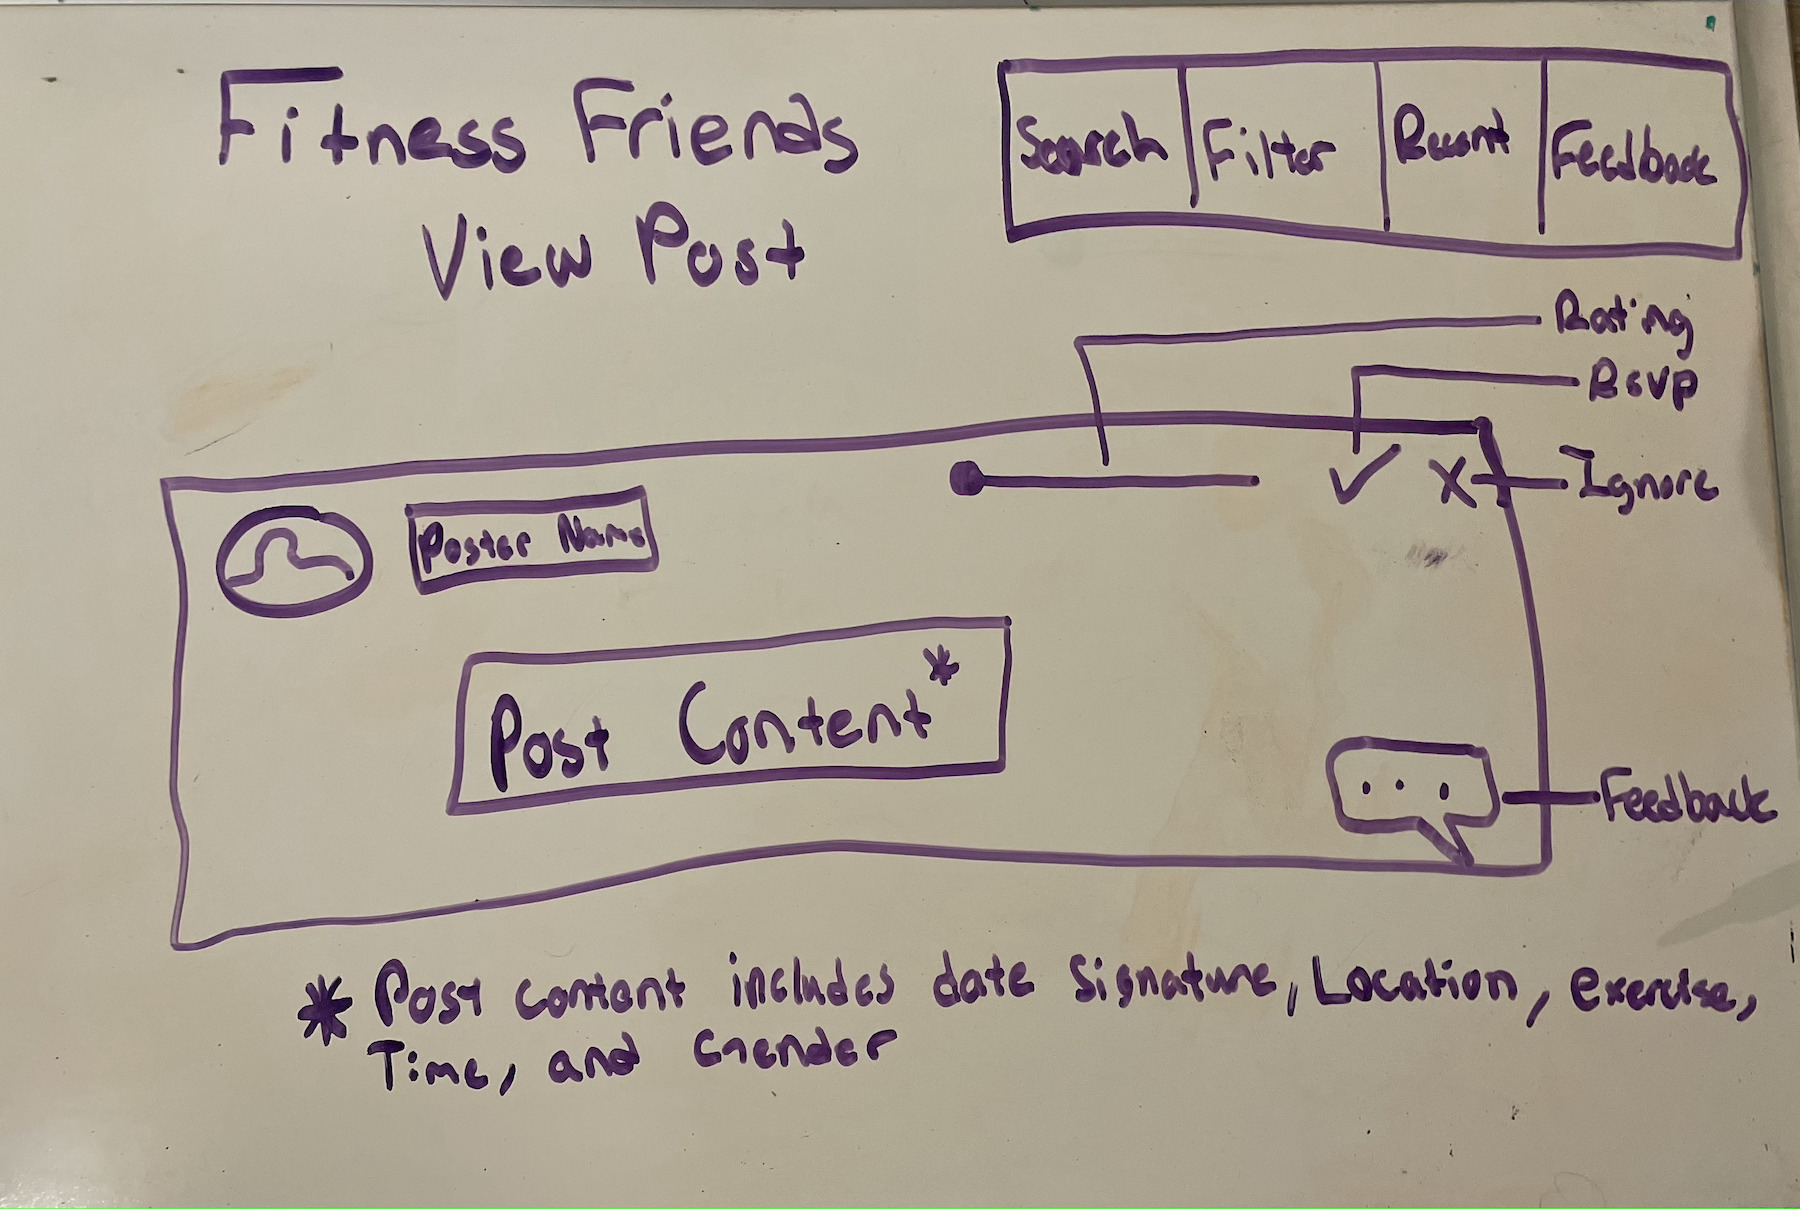 Fitness Friends
View Post
Search Filter Recent Feedback
Rating
Rsvp
Ignore
Poster Name
Post Content*
Feedback
* Post content includes date signature, Location, exercise,
Time, and Gender